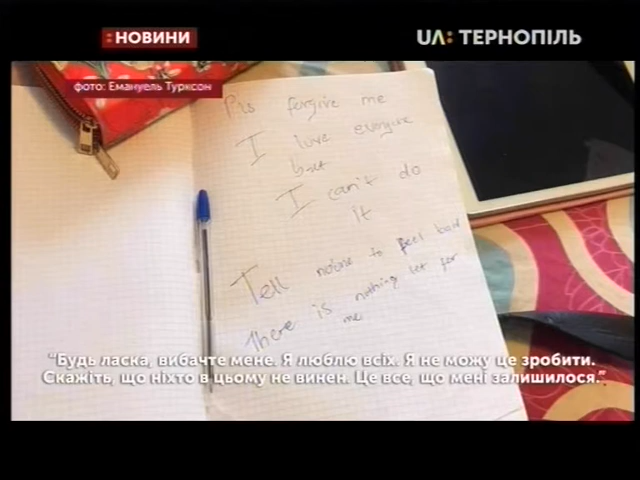 :НОВИНИ
UA: ТЕРНОПІЛЬ
фото: Емануель Турксон
Pls forgive me
I love everyone
but
I can't do
it
Tell noone to feel bad
There is nothing let for
me
"Будь ласка, вибачте мене. Я люблю всіх. Я не можу це зробити.
Скажіть, що ніхто в цьому не винен. Це все, що мені залишилося."